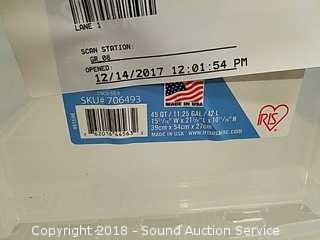 LANE 1
SCAN STATION:
GR 08
OPENED:
12/14/2017 12:01:54 PM
SKU# 706493
MADE IN USA
45 QT / 11.25 GAL / 42 L
39cm x 54cm x 27cm
MADE IN USA
IRIS
Copyright 2018 - Sound Auction Service